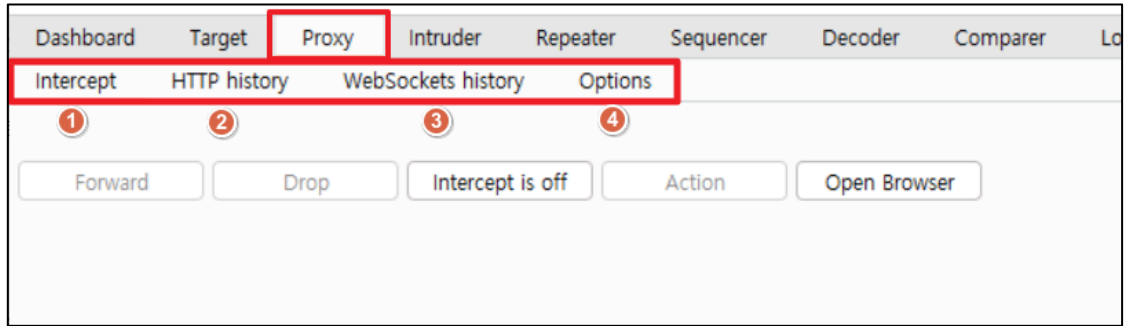 Dashboard Target Proxy Intruder Repeater Sequencer Decoder Comparer Lo
Intercept HTTP history WebSockets history Options
1 2 3 4
Forward Drop Intercept is off Action Open Browser